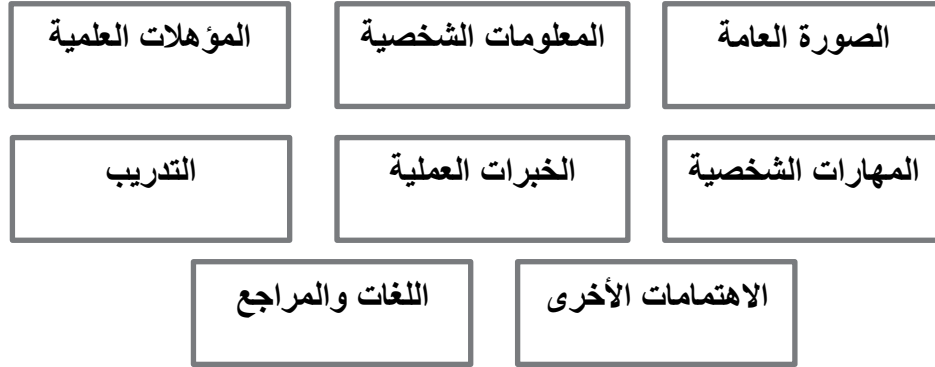 الصورة العامة
المعلومات الشخصية
المؤهلات العلمية
المهارات الشخصية
الخبرات العملية
التدريب
الاهتمامات الأخرى
اللغات والمراجع